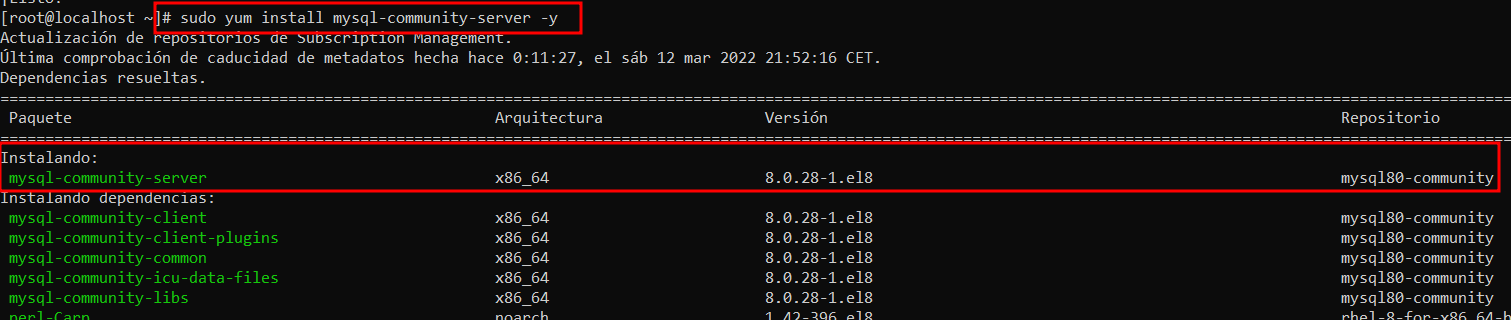 [root@localhost ~]# sudo yum install mysql-community-server -y
Actualización de repositorios de Subscription Management.
Última comprobación de caducidad de metadatos hecha hace 0:11:27, el sáb 12 mar 2022 21:52:16 CET.
Dependencias resueltas.
Paquete Arquitectura Versión Repositorio
Instalando:
mysql-community-server x86_64 8.0.28-1.el8 mysql80-community
Instalando dependencias:
mysql-community-client x86_64 8.0.28-1.el8 mysql80-community
mysql-community-client-plugins x86_64 8.0.28-1.el8 mysql80-community
mysql-community-common x86_64 8.0.28-1.el8 mysql80-community
mysql-community-icu-data-files x86_64 8.0.28-1.el8 mysql80-community
mysql-community-libs x86_64 8.0.28-1.el8 mysql80-community
perl-Carp noarch 1.42-396.el8